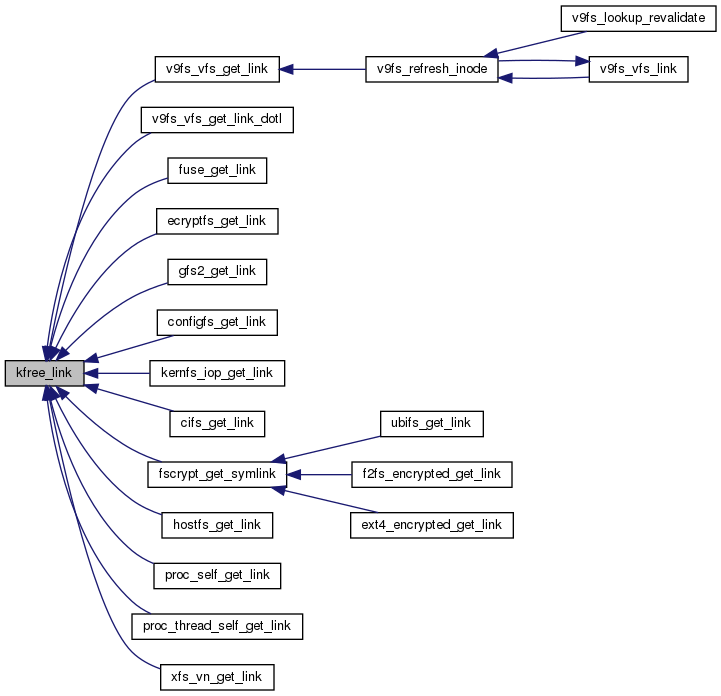 v9fs_lookup_revalidate
v9fs_vfs_get_link
v9fs_refresh_inode
v9fs_vfs_link
v9fs_vfs_get_link_dotl
fuse_get_link
ecryptfs_get_link
gfs2_get_link
configfs_get_link
kfree_link
kernfs_iop_get_link
cifs_get_link
ubifs_get_link
fscrypt_get_symlink
f2fs_encrypted_get_link
hostfs_get_link
ext4_encrypted_get_link
proc_self_get_link
proc_thread_self_get_link
xfs_vn_get_link